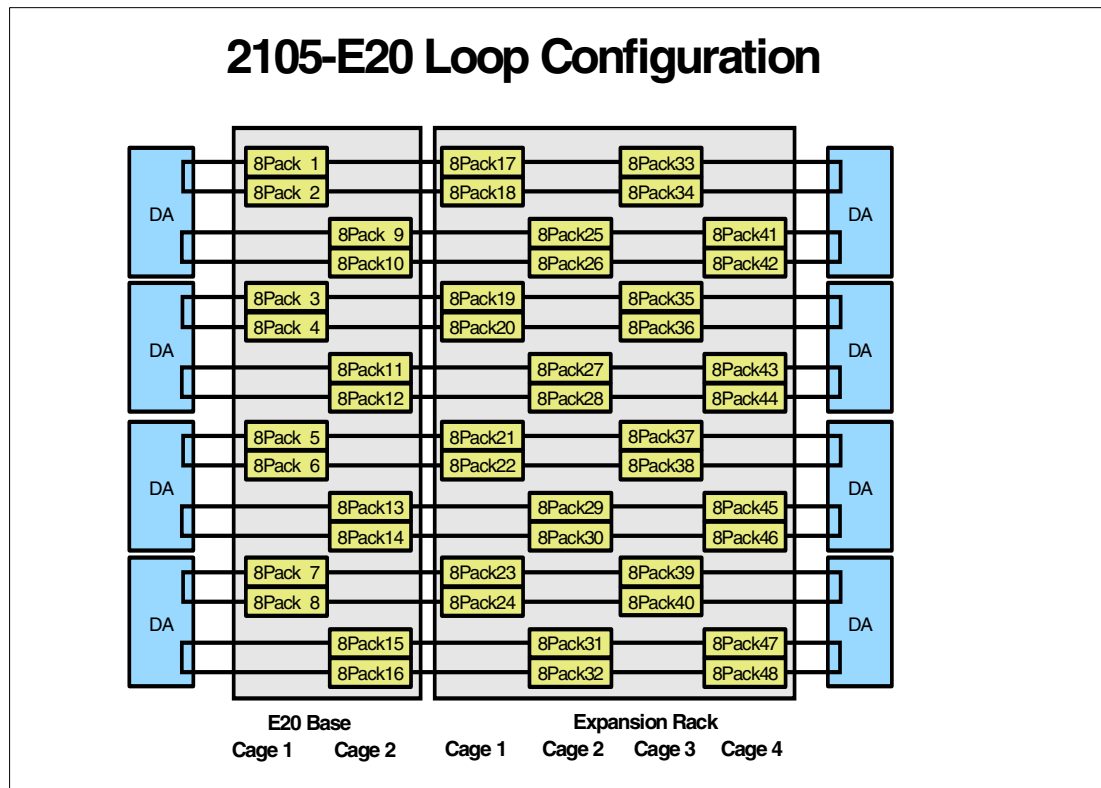 2105-E20 Loop Configuration
8Pack 1 8Pack17 8Pack33
8Pack 2 8Pack18 8Pack34
DA DA
8Pack 9 8Pack25 8Pack41
8Pack10 8Pack26 8Pack42
8Pack 3 8Pack19 8Pack35
8Pack 4 8Pack20 8Pack36
DA DA
8Pack11 8Pack27 8Pack43
8Pack12 8Pack28 8Pack44
8Pack 5 8Pack21 8Pack37
8Pack 6 8Pack22 8Pack38
DA DA
8Pack13 8Pack29 8Pack45
8Pack14 8Pack30 8Pack46
8Pack 7 8Pack23 8Pack39
8Pack 8 8Pack24 8Pack40
DA DA
8Pack15 8Pack31 8Pack47
8Pack16 8Pack32 8Pack48
E20 Base Expansion Rack
Cage 1 Cage 2 Cage 1 Cage 2 Cage 3 Cage 4